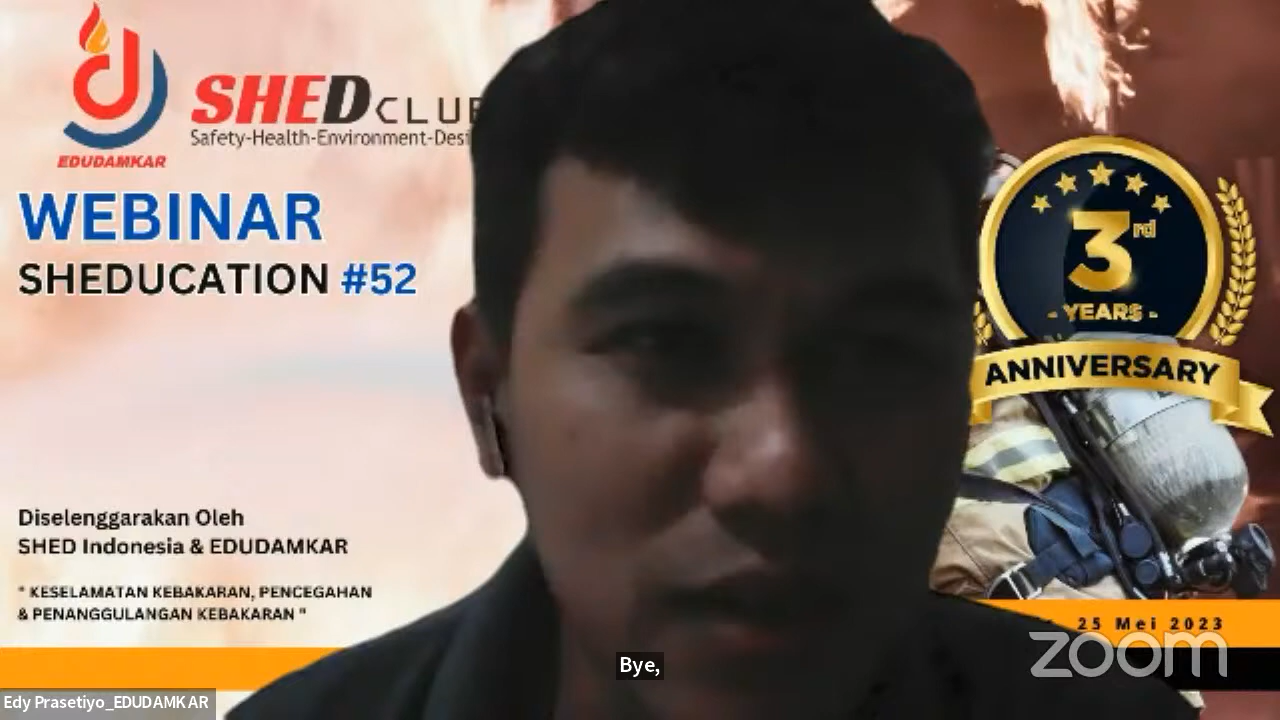 EDUDAMKAR
SHED CLUB
Safety-Health-Environment-Desi
WEBINAR
SHEDUCATION #52
3rd
- YEARS -
ANNIVERSARY
Diselenggarakan Oleh
SHED Indonesia & EDUDAMKAR
" KESELAMATAN KEBAKARAN, PENCEGAHAN
& PENANGGULANGAN KEBAKARAN "
25 Mei 2023
zoom
Bye,
Edy Prasetiyo_EDUDAMKAR